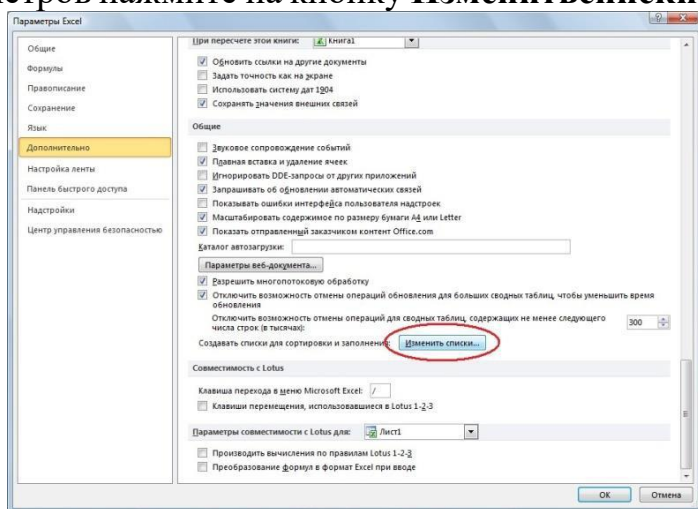 етров нажмите на кнопку Изменитьсписки
Параметры Excel
Общие
Формулы
Правописание
Сохранение
Язык
Дополнительно
Настройка ленты
Панель быстрого доступа
Надстройки
Центр управления безопасностью
При пересчете этой книги: Книга1
Обновить ссылки на другие документы
Задать точность как на экране
Использовать систему дат 1904
Сохранять значения внешних связей
Общие
Звуковое сопровождение событий
Плавная вставка и удаление ячеек
Игнорировать DDE-запросы от других приложений
Запрашивать об обновлении автоматических связей
Показывать ошибки интерфейса пользователя надстроек
Масштабировать содержимое по размеру бумаги A4 или Letter
Показать отправленный заказчиком контент Office.com
Каталог автозагрузки:
Параметры веб-документа...
Разрешить многопотоковую обработку
Отключить возможность отмены операций обновления для больших сводных таблиц, чтобы уменьшить время
обновления
Отключить возможность отмены операций для сводных таблиц, содержащих не менее следующего
числа строк (в тысячах): 300
Создавать списки для сортировки и заполнения: Изменить списки...
Совместимость с Lotus
Клавиша перехода в меню Microsoft Excel: /
Клавиши перемещения, использовавшиеся в Lotus 1-2-3
Параметры совместимости с Lotus для: Лист1
Производить вычисления по правилам Lotus 1-2-3
Преобразование формул в формат Excel при вводе
ОК Отмена